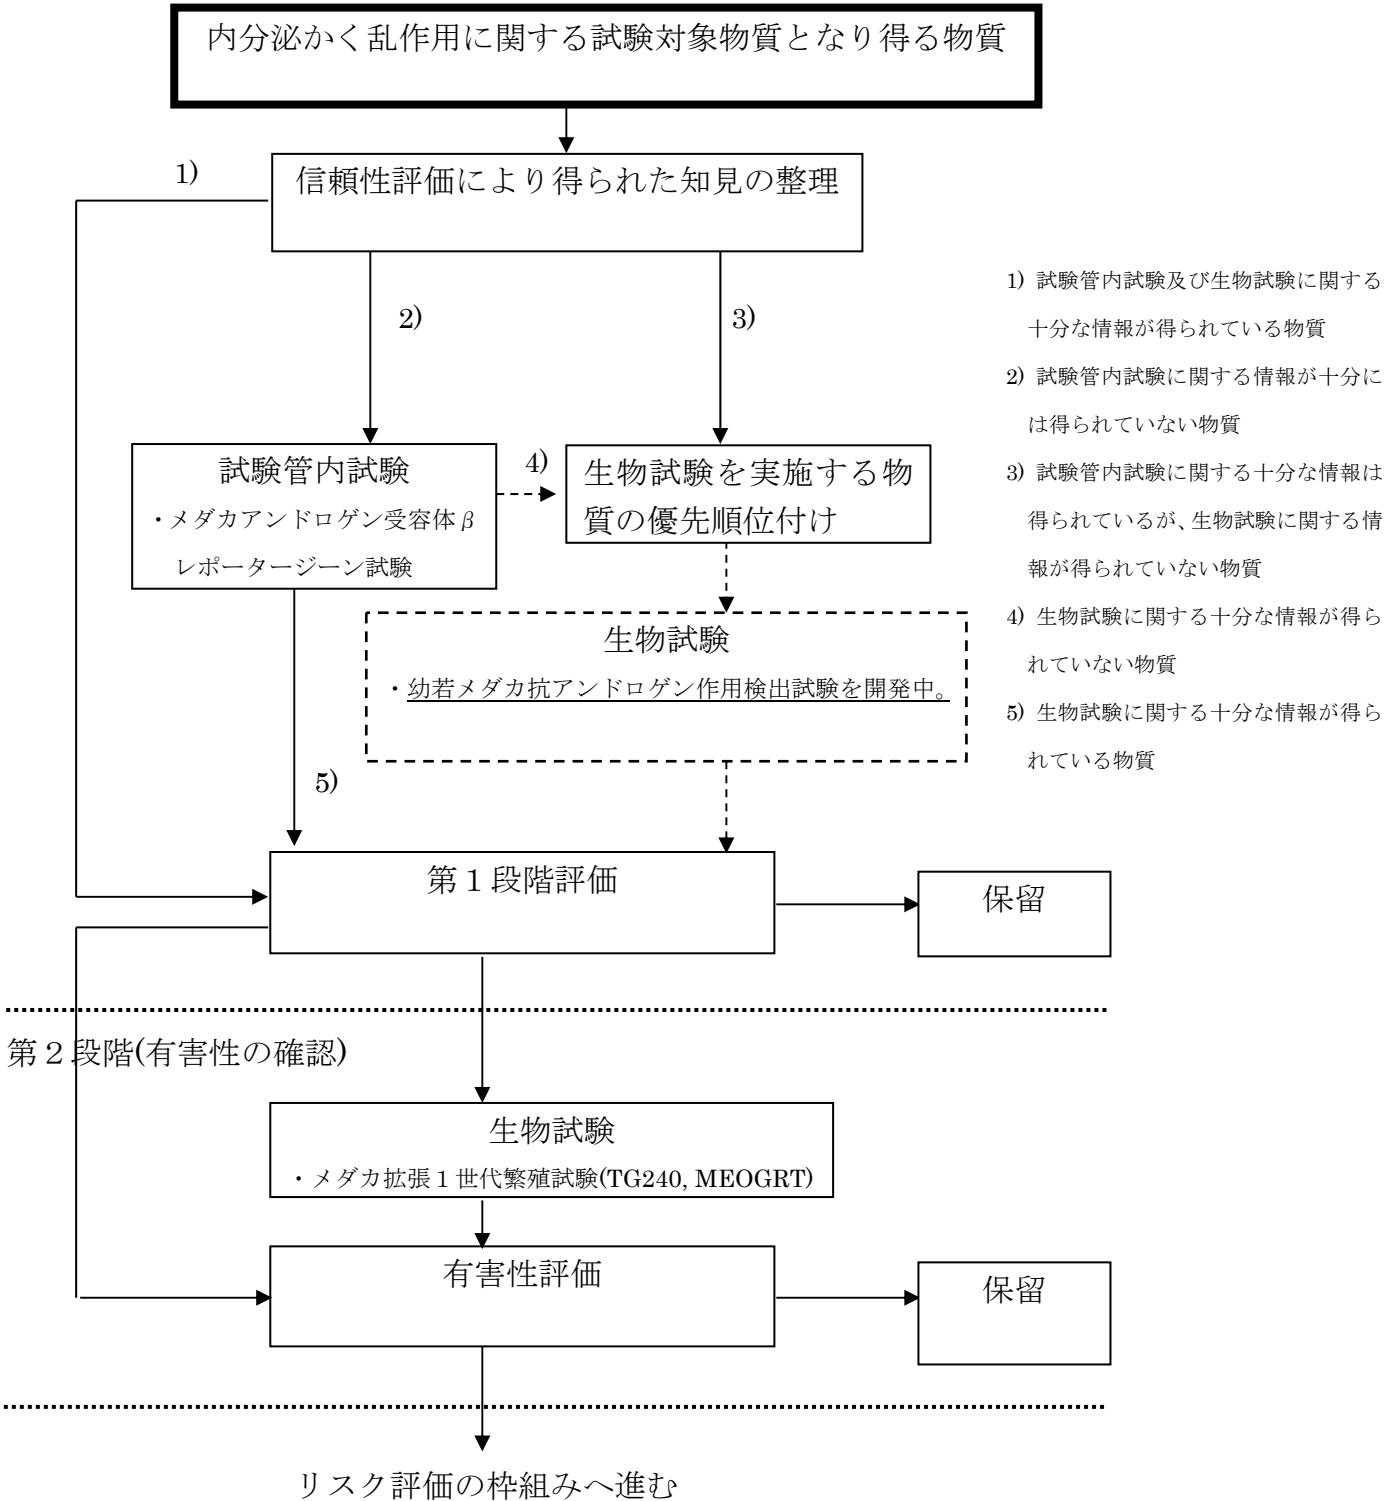 内分泌かく乱作用に関する試験対象物質となり得る物質
1)
信頼性評価により得られた知見の整理
2)
3)
1) 試験管内試験及び生物試験に関する
十分な情報が得られている物質
2) 試験管内試験に関する情報が十分に
は得られていない物質
3) 試験管内試験に関する十分な情報は
得られているが、生物試験に関する情
報が得られていない物質
4) 生物試験に関する十分な情報が得ら
れていない物質
5) 生物試験に関する十分な情報が得ら
れている物質
試験管内試験
・メダカアンドロゲン受容体β
レポータージーン試験
4)
生物試験を実施する物
質の優先順位付け
生物試験
・幼若メダカ抗アンドロゲン作用検出試験を開発中。
5)
第１段階評価
保留
第２段階(有害性の確認)
生物試験
・メダカ拡張１世代繁殖試験(TG240, MEOGRT)
有害性評価
保留
リスク評価の枠組みへ進む